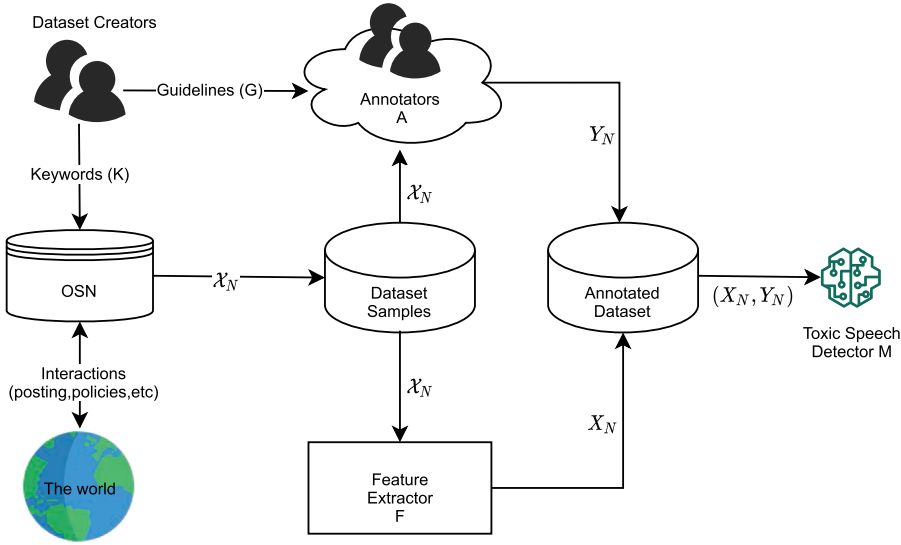 Dataset Creators
Guidelines (G)
Annotators
A
Keywords (K)
Y_N
𝒳_N
OSN
𝒳_N
Dataset
Samples
Annotated
Dataset
(X_N, Y_N)
Toxic Speech
Detector M
Interactions
(posting,policies,etc)
𝒳_N
X_N
The world
Feature
Extractor
F